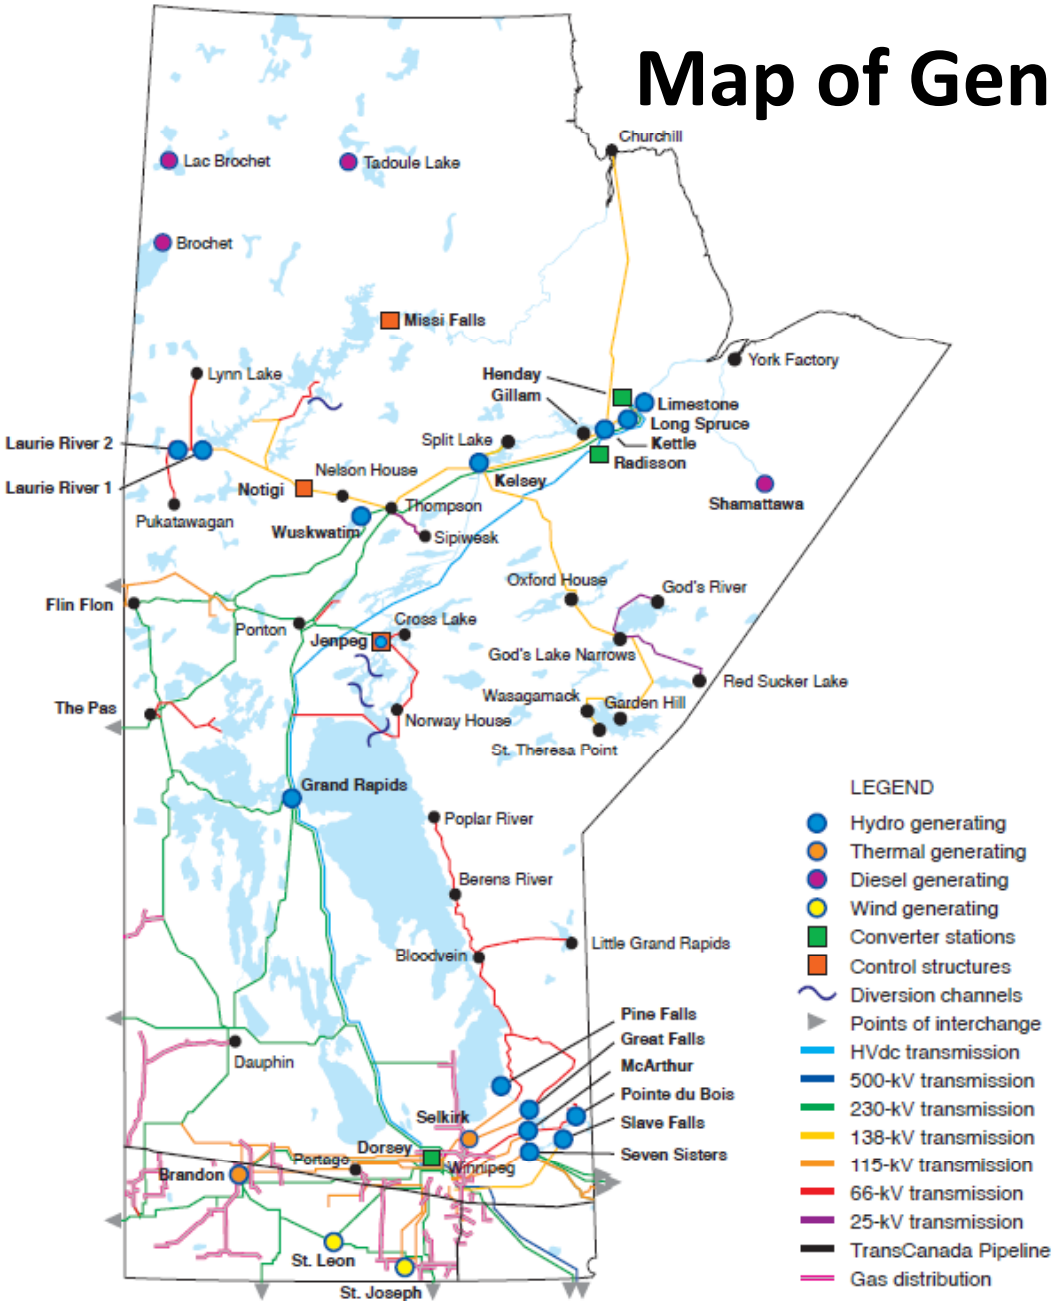 Map of Gen
Churchill
Lac Brochet
Tadoule Lake
Brochet
Missi Falls
York Factory
Lynn Lake
Henday
Gillam
Limestone
Long Spruce
Kettle
Radisson
Laurie River 2
Split Lake
Nelson House
Kelsey
Laurie River 1
Notigi
Shamattawa
Thompson
Pukatawagan
Wuskwatim
Sipiwesk
Oxford House
God's River
Flin Flon
Cross Lake
Ponton
Jenpeg
God's Lake Narrows
Red Sucker Lake
Wasagamack
Garden Hill
The Pas
Norway House
St. Theresa Point
Grand Rapids
Poplar River
Berens River
Little Grand Rapids
Bloodvein
Pine Falls
Great Falls
McArthur
Dauphin
Pointe du Bois
Selkirk
Slave Falls
Dorsey
Seven Sisters
Portage
Winnipeg
Brandon
St. Leon
St. Joseph
LEGEND
Hydro generating
Thermal generating
Diesel generating
Wind generating
Converter stations
Control structures
Diversion channels
Points of interchange
HVdc transmission
500-kV transmission
230-kV transmission
138-kV transmission
115-kV transmission
66-kV transmission
25-kV transmission
TransCanada Pipeline
Gas distribution